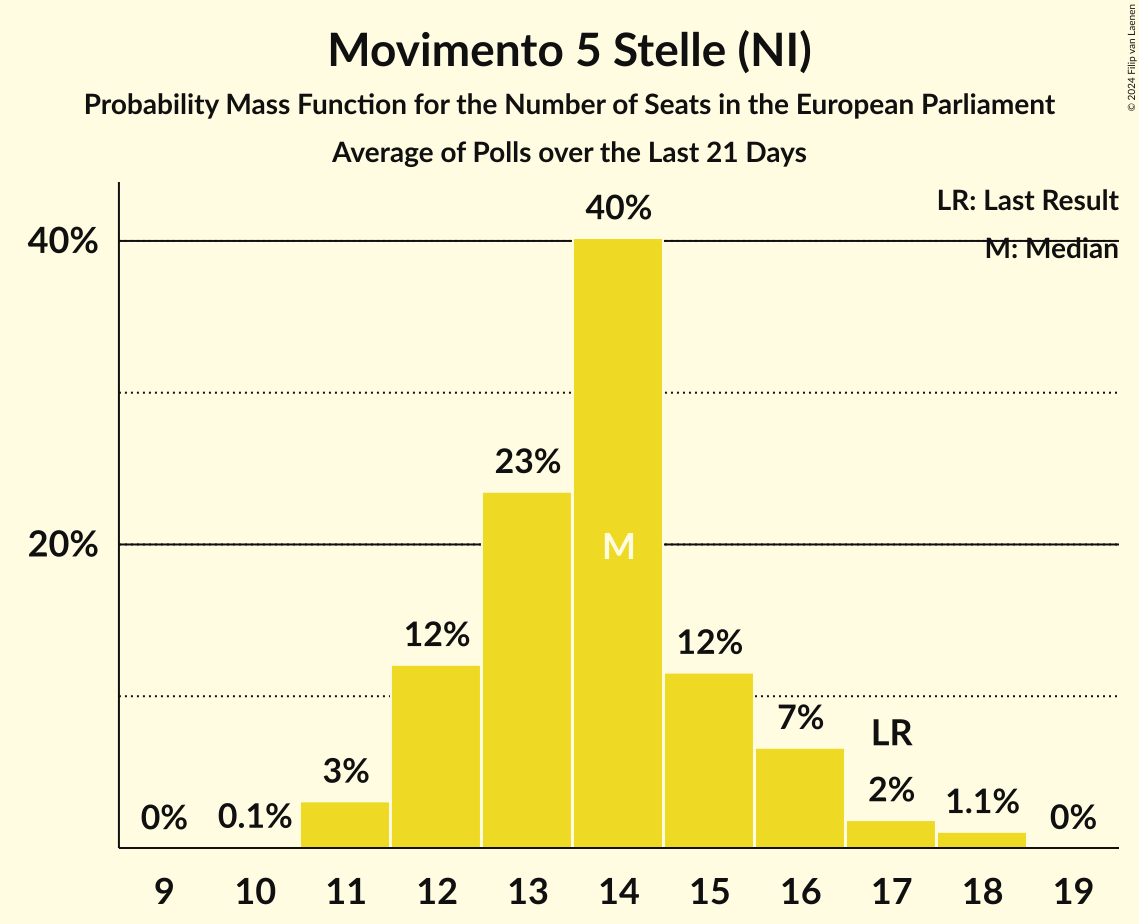 Movimento 5 Stelle (NI)
Probability Mass Function for the Number of Seats in the European Parliament
Average of Polls over the Last 21 Days
© 2024 Filip van Laenen
LR: Last Result
M: Median
40%
20%
0%
0.1%
3%
12%
23%
40%
M
12%
7%
LR
2%
1.1%
0%
9 10 11 12 13 14 15 16 17 18 19